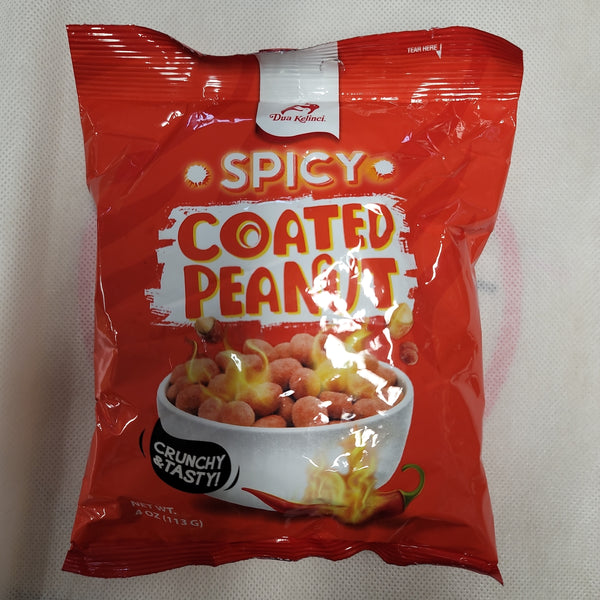 TEAR HERE
Dua Kelinci.
SPICY
COATED
PEANUT
CRUNCHY
&TASTY!
NET WT.
4 OZ (113 G)